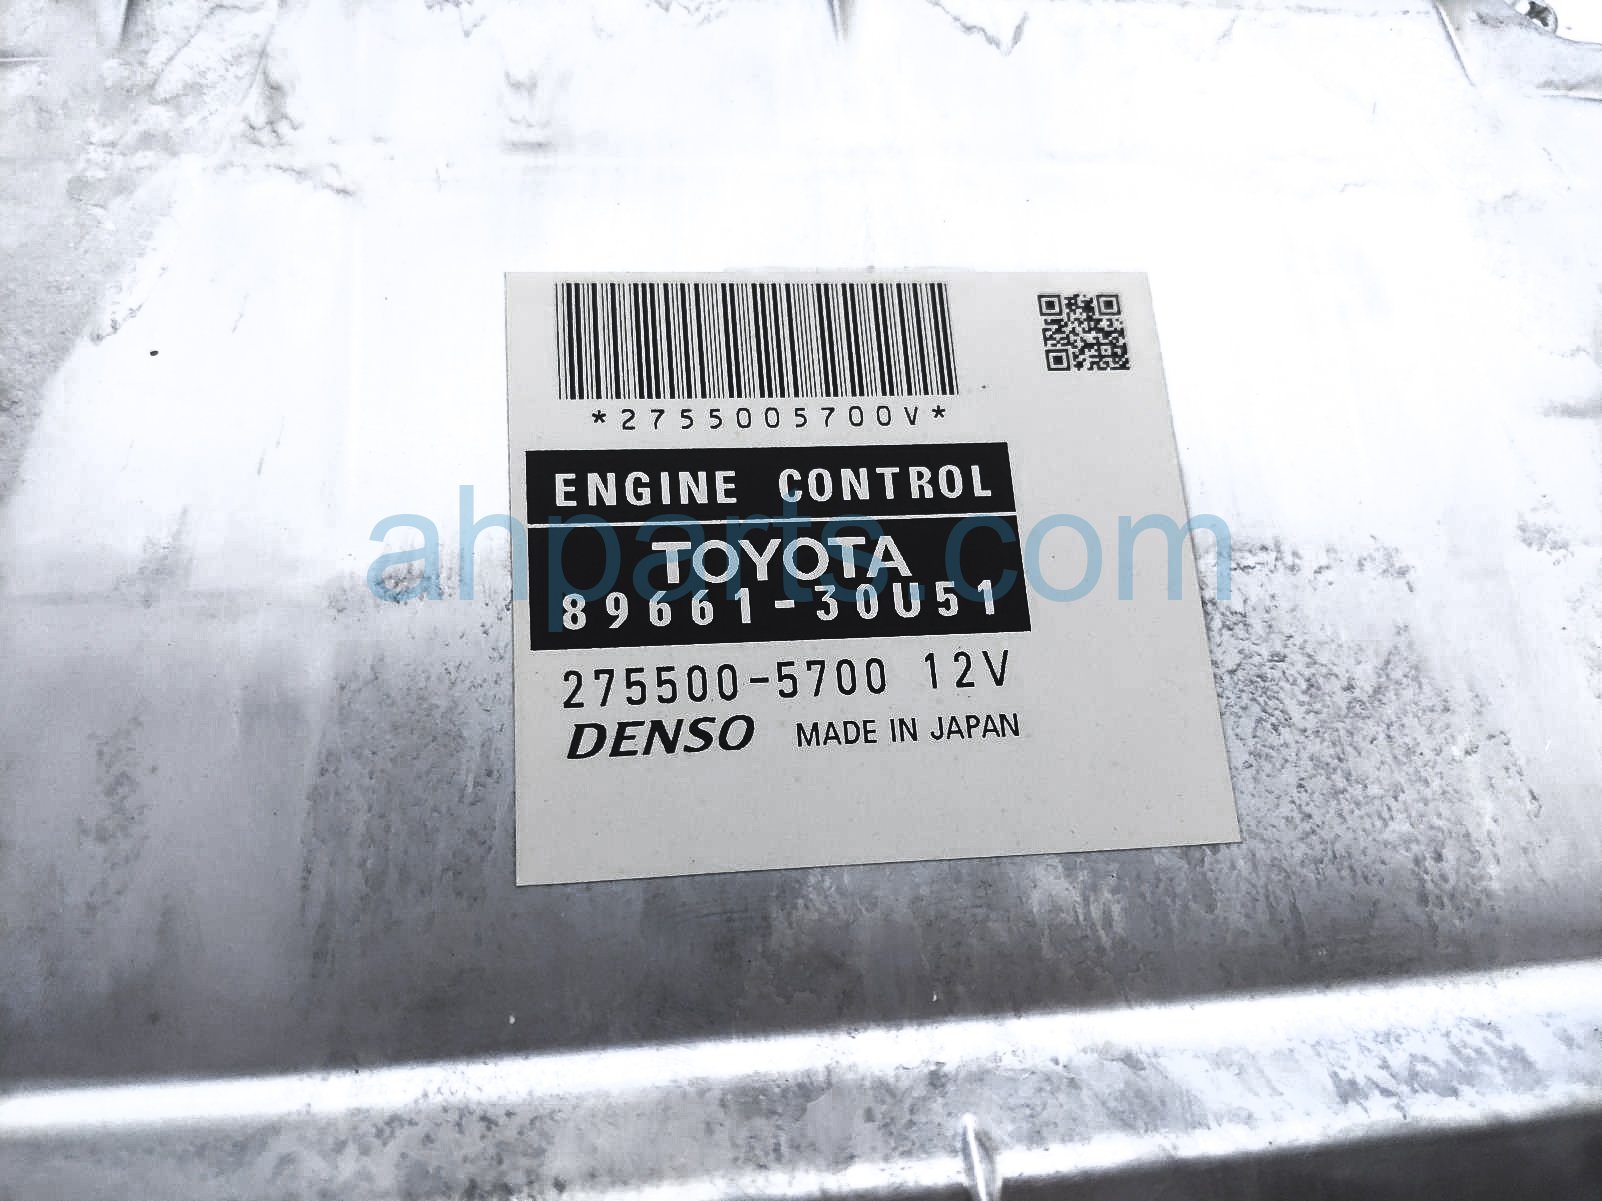 *2755005700V*
ENGINE CONTROL
TOYOTA
89661-30U51
275500-5700 12V
DENSO MADE IN JAPAN
ahparts.com